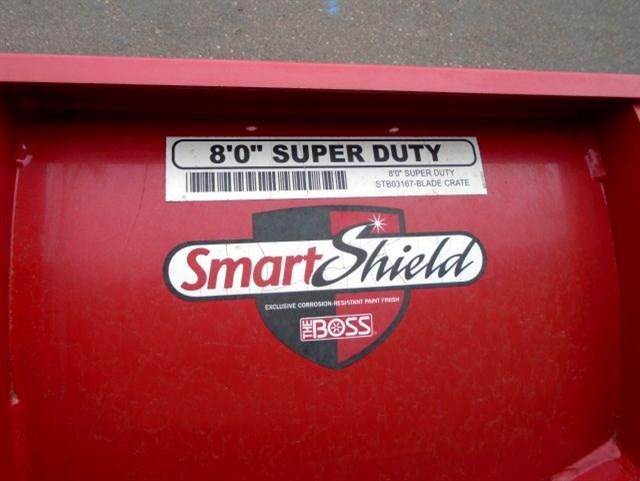 8'0" SUPER DUTY
8'0" SUPER DUTY
STB03167-BLADE CRATE
SmartShield
EXCLUSIVE CORROSION-RESISTANT PAINT FINISH
THE BOSS